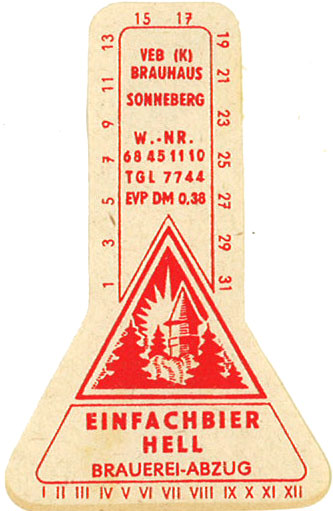 15 17
13 19
11 21
9 23
7 25
5 27
3 29
1 31
VEB (K)
BRAUHAUS
SONNEBERG
W.-NR.
68 45 11 10
TGL 7744
EVP DM 0,38
EINFACHBIER
HELL
BRAUEREI-ABZUG
I II III IV V VI VII VIII IX X XI XII